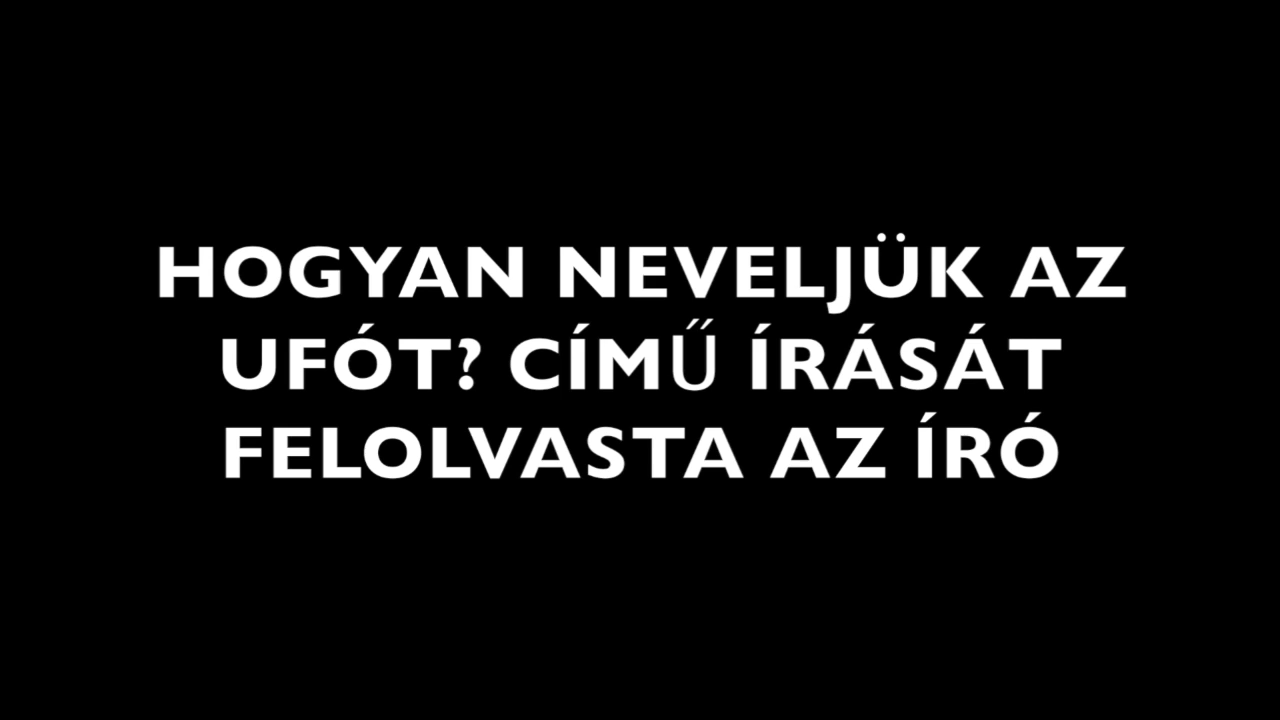 HOGYAN NEVELJÜK AZ
UFÓT? CÍMŰ ÍRÁSÁT
FELOLVASTA AZ ÍRÓ